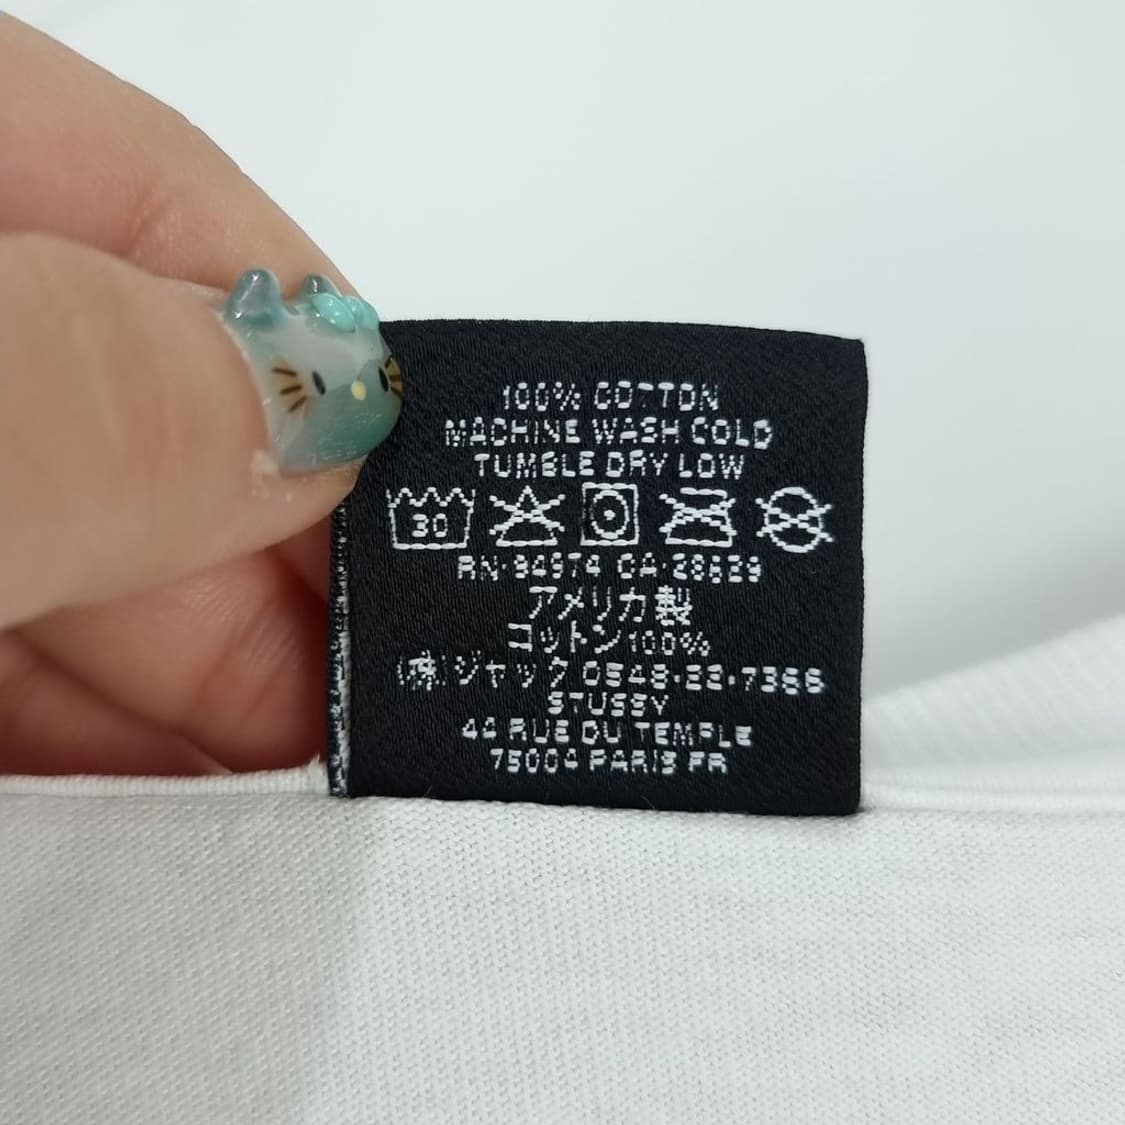 100% COTTON
MACHINE WASH COLD
TUMBLE DRY LOW
30
RN·94974 CA·28629
アメリカ製
コットン100%
(株)ジャック 0548·22·7366
STUSSY
44 RUE DU TEMPLE
75004 PARIS FR